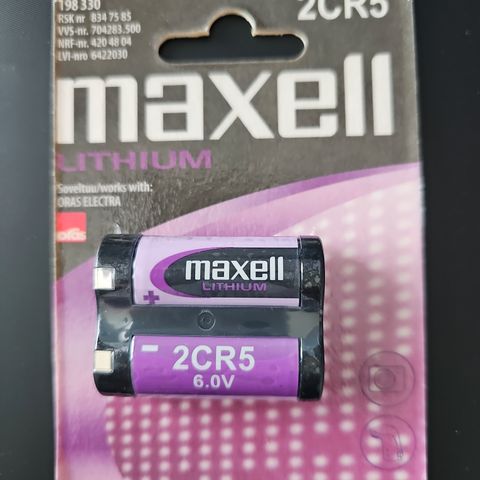 198 330
RSK nr 834 75 85
VVS-nr. 704283.500
NRF-nr. 420 48 04
LVI-nro 6422030
2CR5
maxell
LITHIUM
Soveltuu/works with:
ORAS ELECTRA
oras
maxell
LITHIUM
+
- 2CR5
6.0V